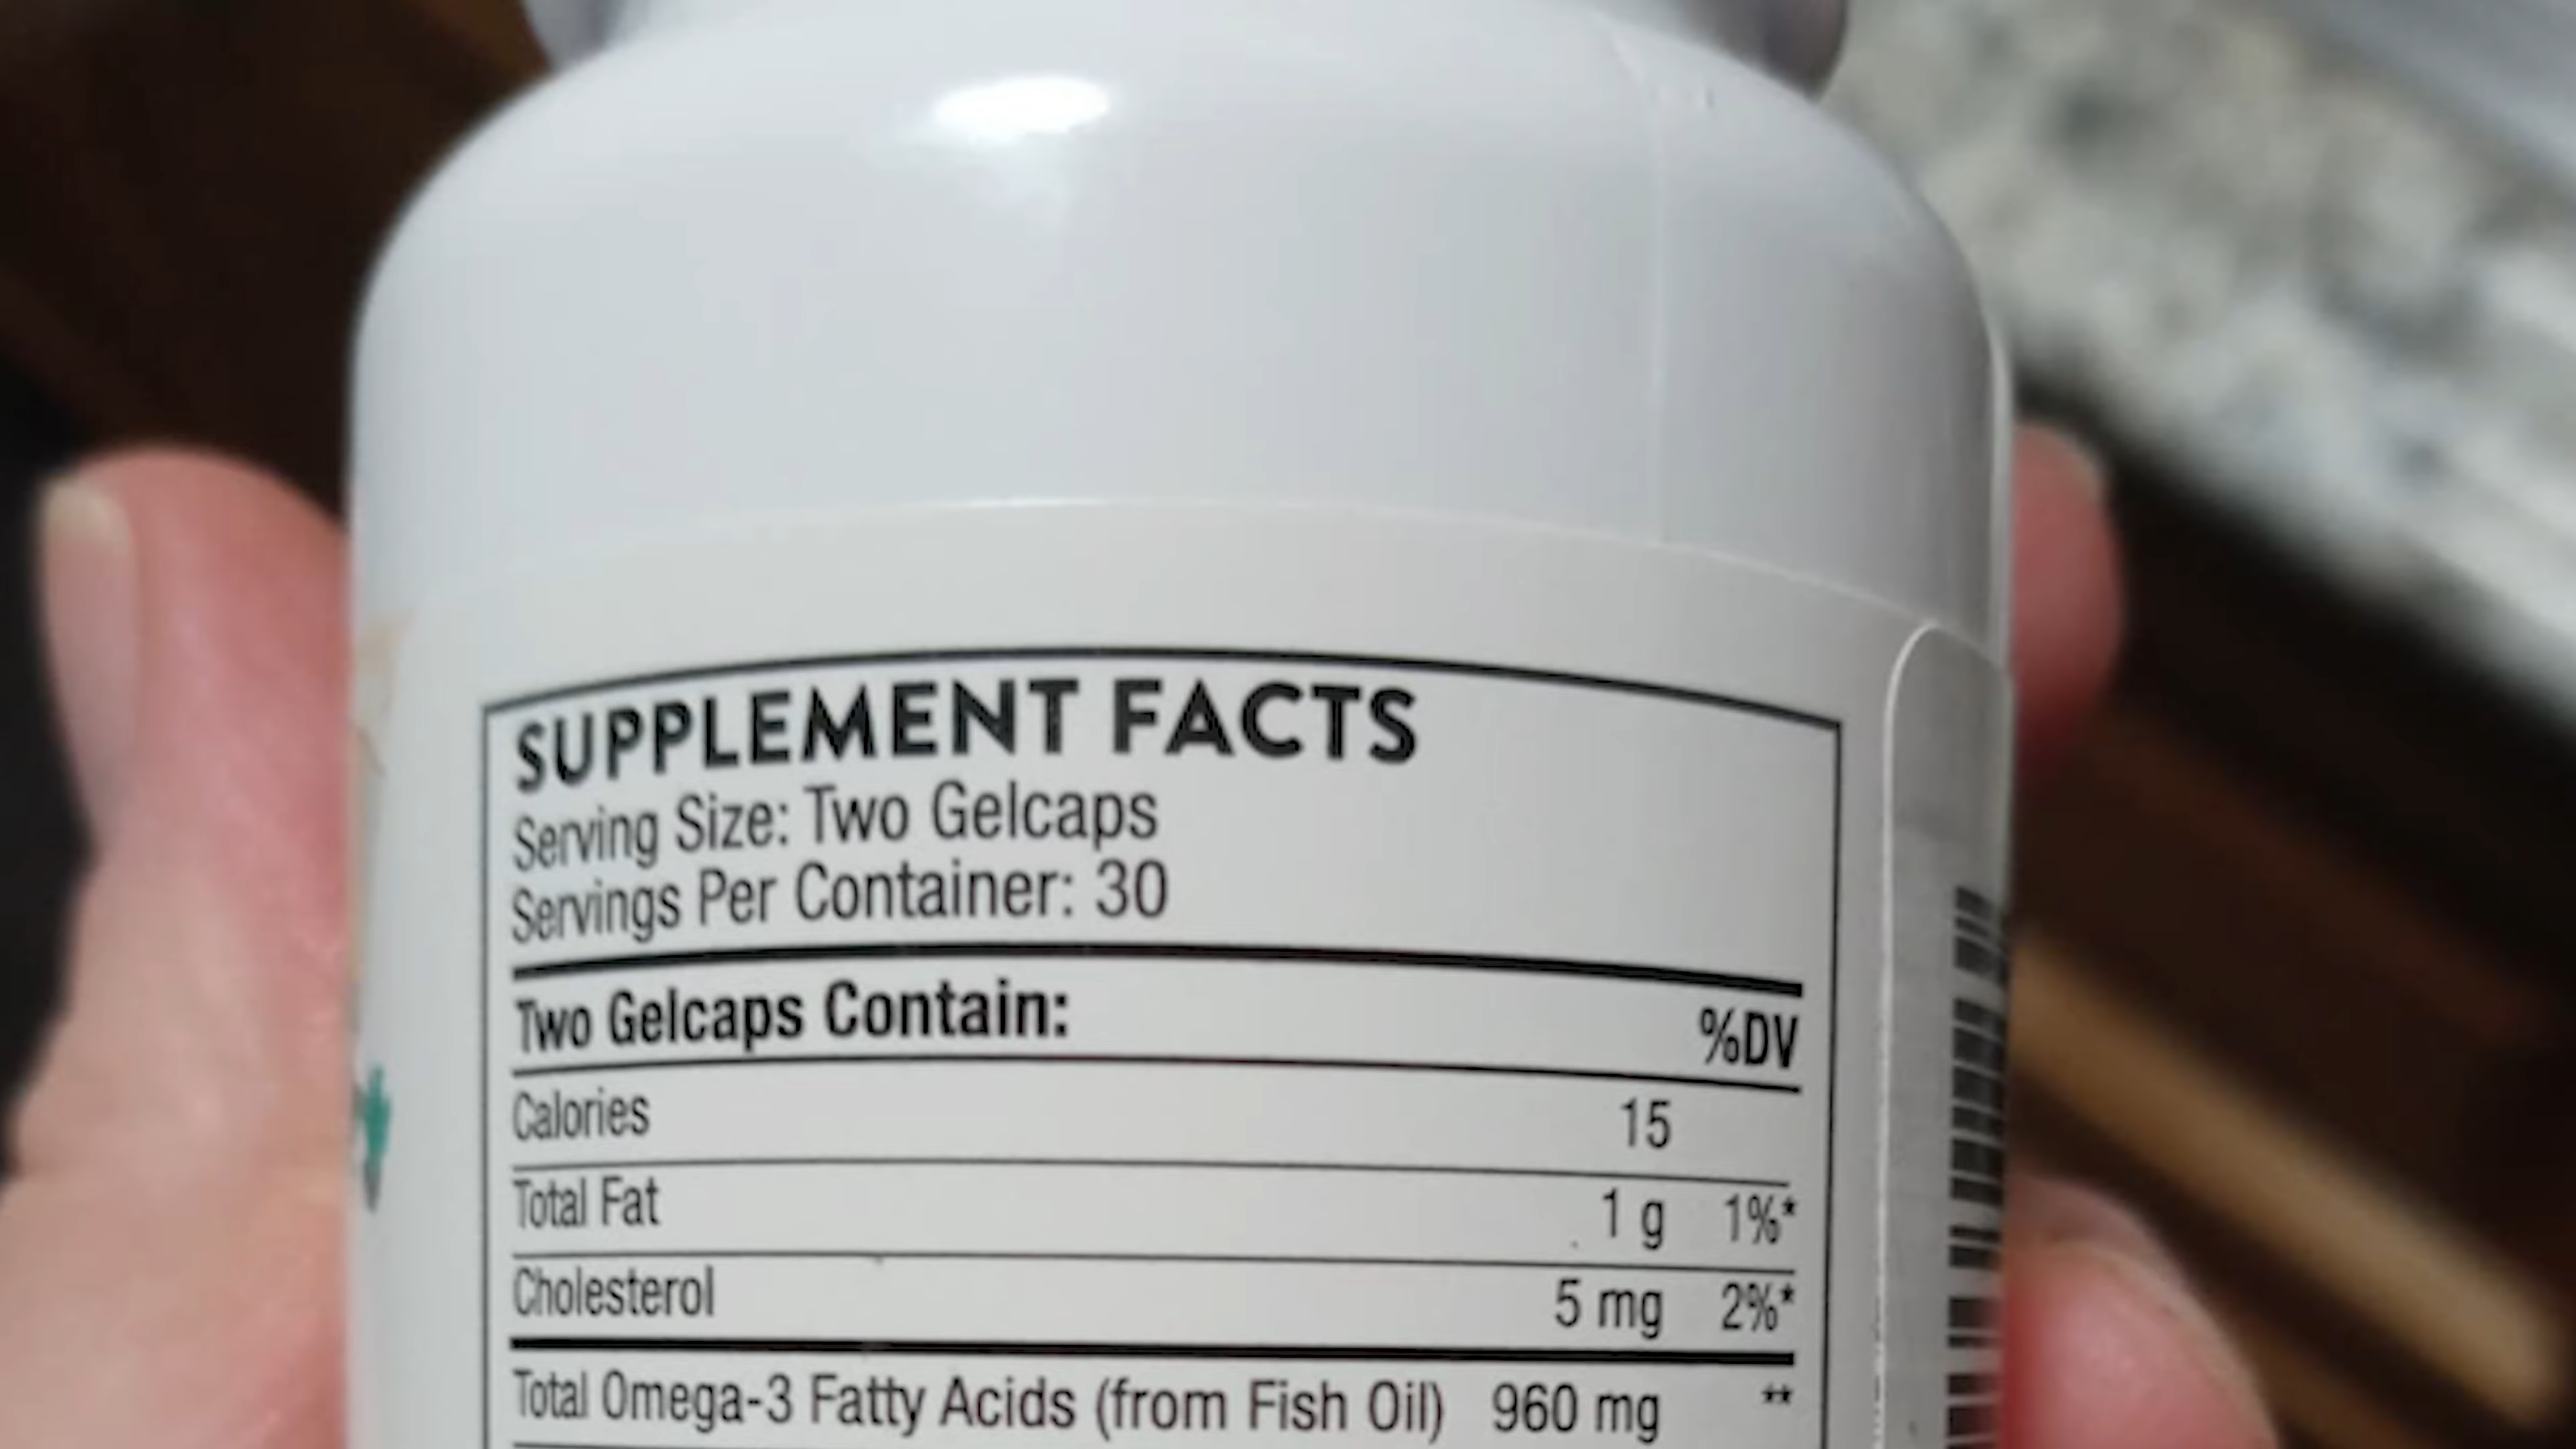 SUPPLEMENT FACTS
Serving Size: Two Gelcaps
Servings Per Container: 30
Two Gelcaps Contain: %DV
Calories 15
Total Fat 1 g 1%*
Cholesterol 5 mg 2%*
Total Omega-3 Fatty Acids (from Fish Oil) 960 mg **